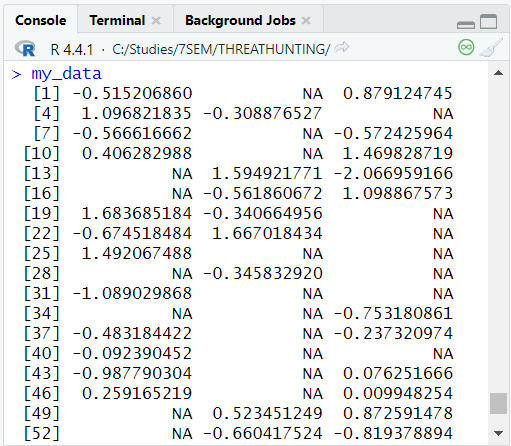 Console Terminal Background Jobs
R R 4.4.1 · C:/Studies/7SEM/THREATHUNTING/
> my_data
[1] -0.515206860 NA 0.879124745
[4] 1.096821835 -0.308876527 NA
[7] -0.566616662 NA -0.572425964
[10] 0.406282988 NA 1.469828719
[13] NA 1.594921771 -2.066959166
[16] NA -0.561860672 1.098867573
[19] 1.683685184 -0.340664956 NA
[22] -0.674518484 1.667018434 NA
[25] 1.492067488 NA NA
[28] NA -0.345832920 NA
[31] -1.089029868 NA NA
[34] NA NA -0.753180861
[37] -0.483184422 NA -0.237320974
[40] -0.092390452 NA NA
[43] -0.987790304 NA 0.076251666
[46] 0.259165219 NA 0.009948254
[49] NA 0.523451249 0.872591478
[52] NA -0.660417524 -0.819378894